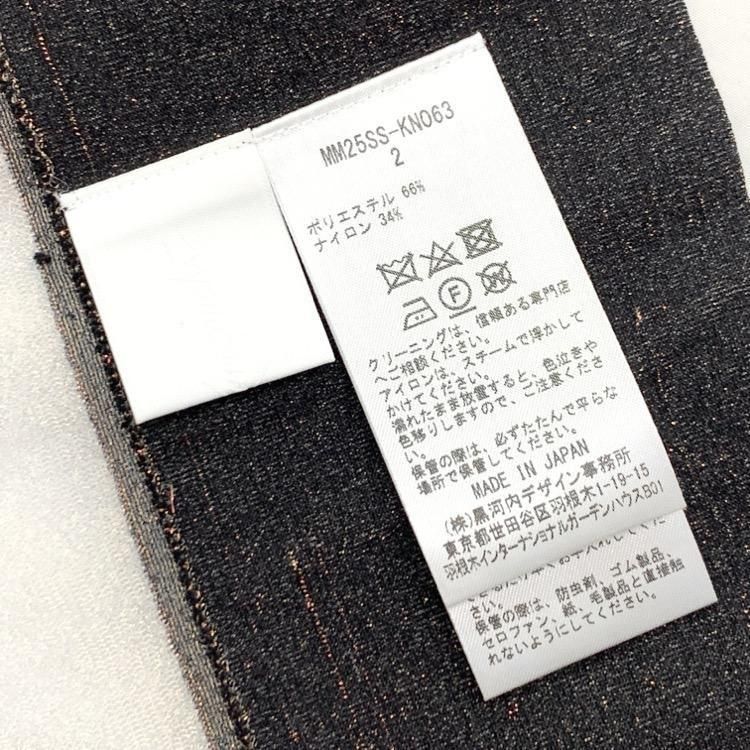 MM25SS-KN063
2
ポリエステル 66%
ナイロン 34%
F
クリーニングは、信頼ある専門店
へご相談ください。
アイロンは、スチームで浮かして
かけてください。
濡れたまま放置すると、色泣きや
色移りしますので、ご注意くださ
い。
保管の際は、必ずたたんで平らな
場所で保管してください。
MADE IN JAPAN
(株)黒河内デザイン事務所
東京都世田谷区羽根木1-19-15
羽根木インターナショナルガーデンハウスB01
さい。
保管の際は、防虫剤、ゴム製品、
セロファン、紙、毛製品と直接触
れないようにしてください。